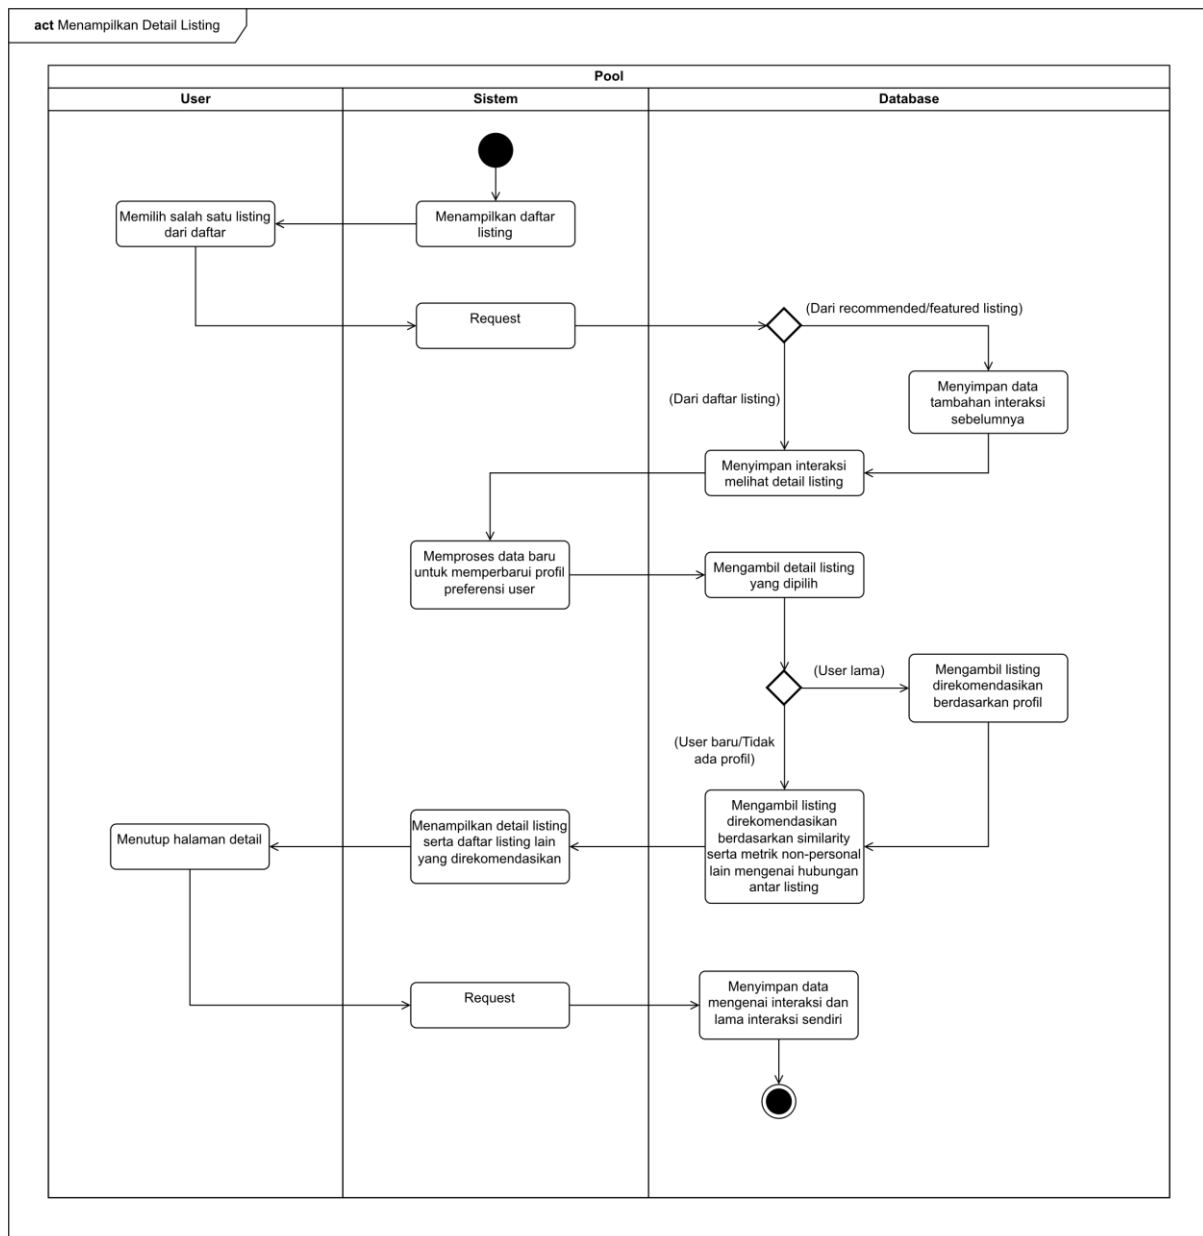 act Menampilkan Detail Listing
Pool
User
Sistem
Database
Memilih salah satu listing
dari daftar
Menampilkan daftar
listing
Request
(Dari recommended/featured listing)
(Dari daftar listing)
Menyimpan data
tambahan interaksi
sebelumnya
Menyimpan interaksi
melihat detail listing
Memproses data baru
untuk memperbarui profil
preferensi user
Mengambil detail listing
yang dipilih
(User lama)
Mengambil listing
direkomendasikan
berdasarkan profil
(User baru/Tidak
ada profil)
Menutup halaman detail
Menampilkan detail listing
serta daftar listing lain
yang direkomendasikan
Mengambil listing
direkomendasikan
berdasarkan similarity
serta metrik non-personal
lain mengenai hubungan
antar listing
Request
Menyimpan data
mengenai interaksi dan
lama interaksi sendiri